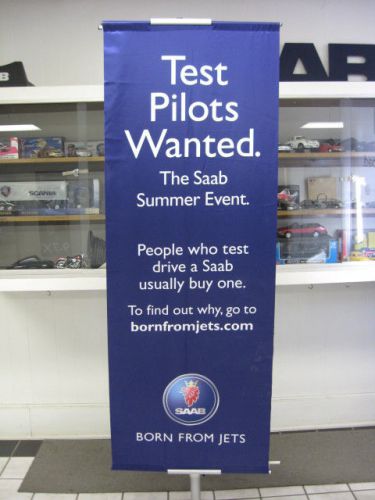 Test
Pilots
Wanted.
The Saab
Summer Event.
People who test
drive a Saab
usually buy one.
To find out why, go to
bornfromjets.com
SAAB
BORN FROM JETS
SCANIA